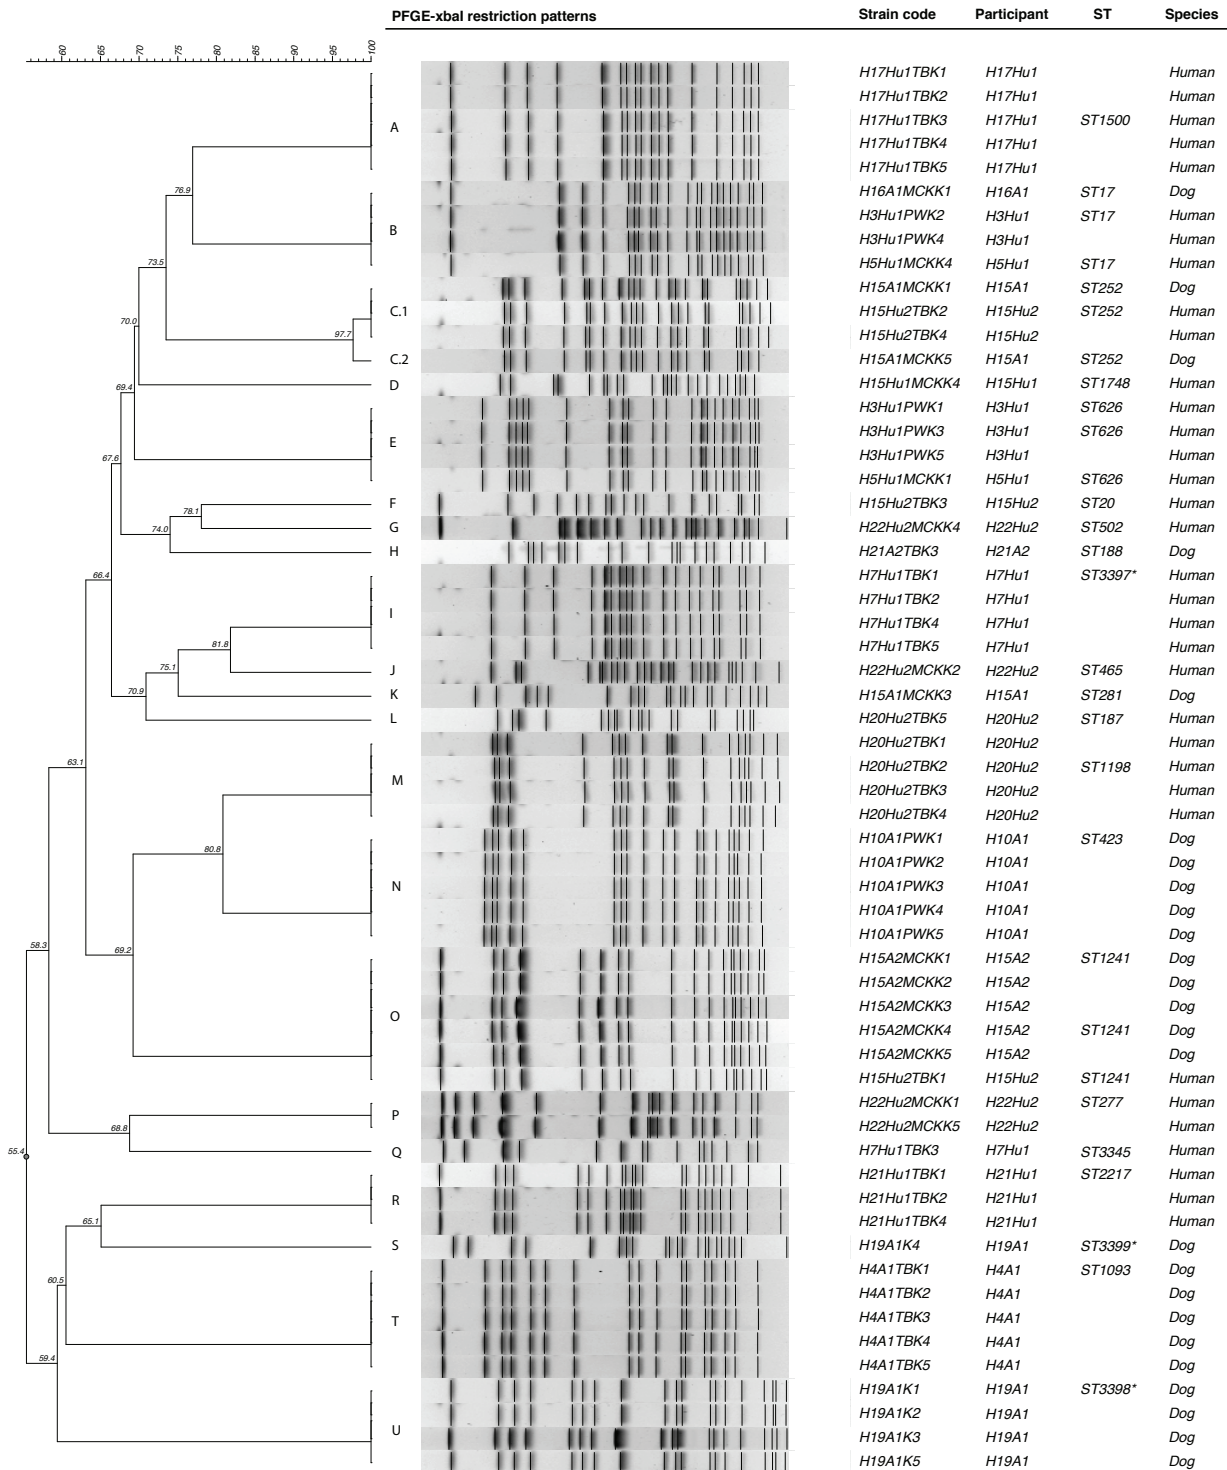 PFGE-xbal restriction patterns Strain code Participant ST Species
60 65 70 75 80 85 90 95 100
H17Hu1TBK1 H17Hu1 Human
H17Hu1TBK2 H17Hu1 Human
A H17Hu1TBK3 H17Hu1 ST1500 Human
H17Hu1TBK4 H17Hu1 Human
H17Hu1TBK5 H17Hu1 Human
76.9 H16A1MCKK1 H16A1 ST17 Dog
H3Hu1PWK2 H3Hu1 ST17 Human
B H3Hu1PWK4 H3Hu1 Human
73.5 H5Hu1MCKK4 H5Hu1 ST17 Human
H15A1MCKK1 H15A1 ST252 Dog
C.1 H15Hu2TBK2 H15Hu2 ST252 Human
70.0 97.7 H15Hu2TBK4 H15Hu2 Human
C.2 H15A1MCKK5 H15A1 ST252 Dog
69.4 D H15Hu1MCKK4 H15Hu1 ST1748 Human
H3Hu1PWK1 H3Hu1 ST626 Human
H3Hu1PWK3 H3Hu1 ST626 Human
67.6 E H3Hu1PWK5 H3Hu1 Human
H5Hu1MCKK1 H5Hu1 ST626 Human
78.1 F H15Hu2TBK3 H15Hu2 ST20 Human
74.0 G H22Hu2MCKK4 H22Hu2 ST502 Human
H H21A2TBK3 H21A2 ST188 Dog
66.4 H7Hu1TBK1 H7Hu1 ST3397* Human
H7Hu1TBK2 H7Hu1 Human
I H7Hu1TBK4 H7Hu1 Human
81.8 H7Hu1TBK5 H7Hu1 Human
75.1 J H22Hu2MCKK2 H22Hu2 ST465 Human
70.9 K H15A1MCKK3 H15A1 ST281 Dog
L H20Hu2TBK5 H20Hu2 ST187 Human
H20Hu2TBK1 H20Hu2 Human
63.1 H20Hu2TBK2 H20Hu2 ST1198 Human
M H20Hu2TBK3 H20Hu2 Human
H20Hu2TBK4 H20Hu2 Human
80.8 H10A1PWK1 H10A1 ST423 Dog
H10A1PWK2 H10A1 Dog
N H10A1PWK3 H10A1 Dog
H10A1PWK4 H10A1 Dog
H10A1PWK5 H10A1 Dog
58.3 69.2 H15A2MCKK1 H15A2 ST1241 Dog
H15A2MCKK2 H15A2 Dog
H15A2MCKK3 H15A2 Dog
O H15A2MCKK4 H15A2 ST1241 Dog
H15A2MCKK5 H15A2 Dog
H15Hu2TBK1 H15Hu2 ST1241 Human
P H22Hu2MCKK1 H22Hu2 ST277 Human
68.8 H22Hu2MCKK5 H22Hu2 Human
55.4 Q H7Hu1TBK3 H7Hu1 ST3345 Human
H21Hu1TBK1 H21Hu1 ST2217 Human
R H21Hu1TBK2 H21Hu1 Human
65.1 H21Hu1TBK4 H21Hu1 Human
S H19A1K4 H19A1 ST3399* Dog
60.5 H4A1TBK1 H4A1 ST1093 Dog
H4A1TBK2 H4A1 Dog
T H4A1TBK3 H4A1 Dog
H4A1TBK4 H4A1 Dog
59.4 H4A1TBK5 H4A1 Dog
H19A1K1 H19A1 ST3398* Dog
H19A1K2 H19A1 Dog
U H19A1K3 H19A1 Dog
H19A1K5 H19A1 Dog